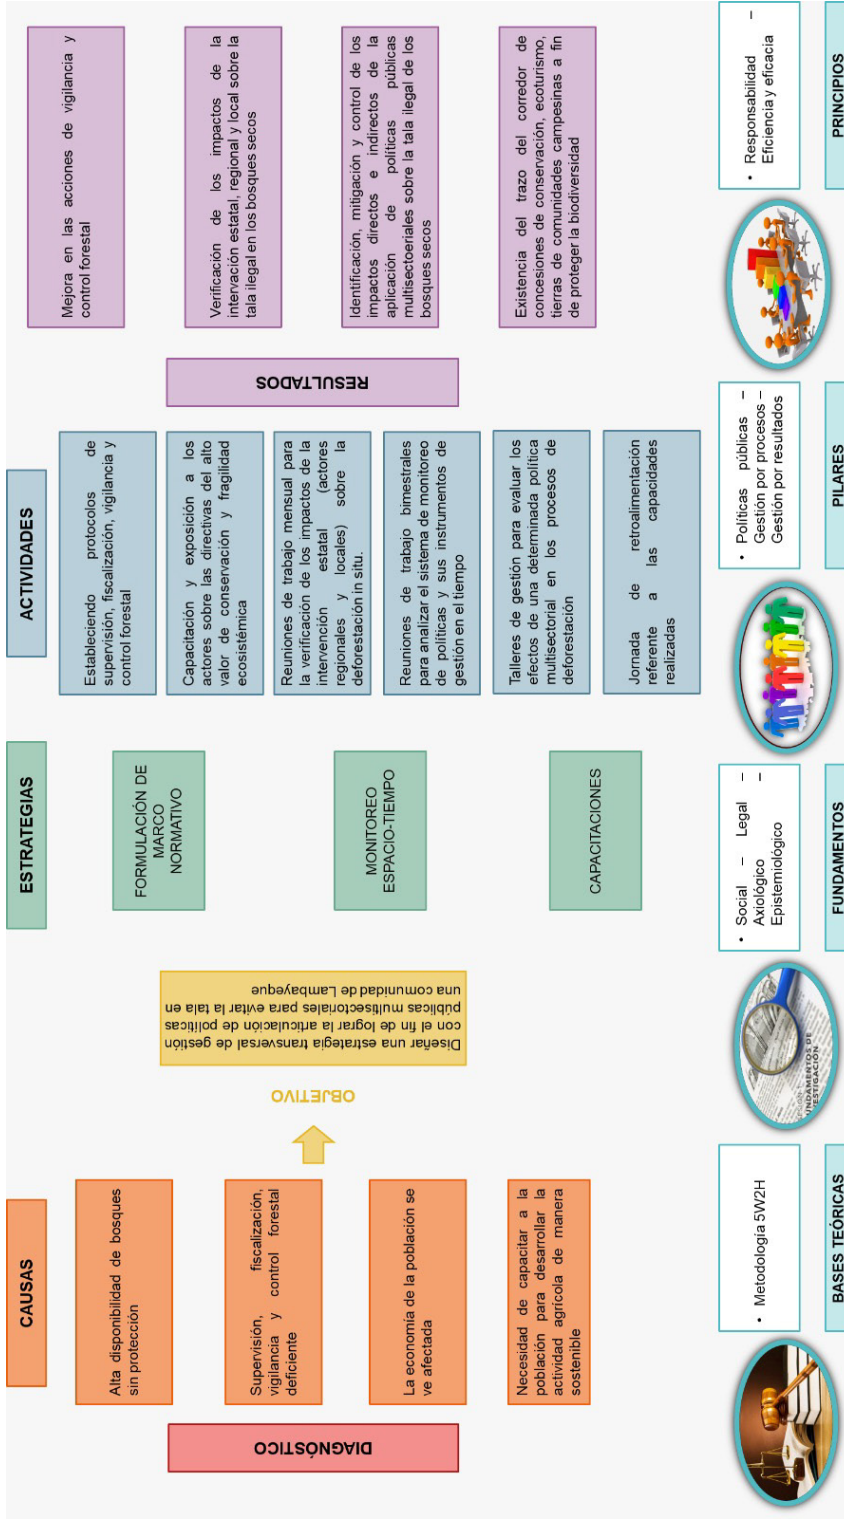 CAUSAS
ESTRATEGIAS
ACTIVIDADES
DIAGNÓSTICO
Alta disponibilidad de bosques
sin protección
Supervisión, fiscalización,
vigilancia y control forestal
deficiente
La economía de la población se
ve afectada
Necesidad de capacitar a la
población para desarrollar la
actividad agrícola de manera
sostenible
OBJETIVO
Diseñar una estrategia transversal de gestión
con el fin de lograr la articulación de políticas
públicas multisectoriales para evitar la tala en
una comunidad de Lambayeque
FORMULACIÓN DE
MARCO
NORMATIVO
MONITOREO
ESPACIO-TIEMPO
CAPACITACIONES
Estableciendo protocolos de
supervisión, fiscalización, vigilancia y
control forestal
Capacitación y exposición a los
actores sobre las directivas del alto
valor de conservación y fragilidad
ecosistémica
Reuniones de trabajo mensual para
la verificación de los impactos de la
intervención estatal (actores
regionales y locales) sobre la
deforestación in situ.
Reuniones de trabajo bimestrales
para analizar el sistema de monitoreo
de políticas y sus instrumentos de
gestión en el tiempo
Talleres de gestión para evaluar los
efectos de una determinada política
multisectorial en los procesos de
deforestación
Jornada de retroalimentación
referente a las capacidades
realizadas
RESULTADOS
Mejora en las acciones de vigilancia y
control forestal
Verificación de los impactos de la
intervación estatal, regional y local sobre la
tala ilegal en los bosques secos
Identificación, mitigación y control de los
impactos directos e indirectos de la
aplicación de políticas públicas
multisectoeriales sobre la tala ilegal de los
bosques secos
Existencia del trazo del corredor de
concesiones de conservación, ecoturismo,
tierras de comunidades campesinas a fin
de proteger la biodiversidad
• Metodología 5W2H
BASES TEÓRICAS
UNDAMENTOS DE
• Social – Legal –
Axiológico –
Epistemiológico
FUNDAMENTOS
• Políticas públicas –
Gestión por procesos –
Gestión por resultados
PILARES
• Responsabilidad –
Eficiencia y eficacia
PRINCIPIOS